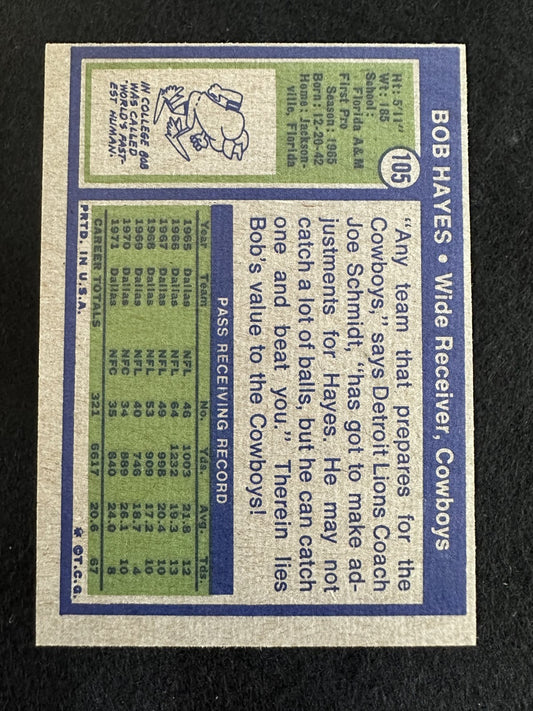 BOB HAYES • Wide Receiver, Cowboys
105
Ht: 5'11"
Wt: 185
School:
Florida A&M
First Pro
Season: 1965
Born: 12-20-42
Home: Jackson-
ville, Florida
IN COLLEGE BOB
WAS CALLED
"WORLD'S FAST-
EST HUMAN."
"Any team that prepares for the
Cowboys," says Detroit Lions Coach
Joe Schmidt, "has got to make ad-
justments for Hayes. He may not
catch a lot of balls, but he can catch
one and beat you." Therein lies
Bob's value to the Cowboys!
PASS RECEIVING RECORD
Year Team No. Yds. Avg. Tds.
1965 Dallas NFL 46 1003 21.8 12
1966 Dallas NFL 64 1232 19.3 13
1967 Dallas NFL 49 998 20.4 10
1968 Dallas NFL 53 909 17.2 10
1969 Dallas NFL 40 746 18.7 4
1970 Dallas NFC 34 889 26.1 10
1971 Dallas NFC 35 840 24.0 8
CAREER TOTALS 321 6617 20.6 67
PRTD. IN U.S.A.
* ©T.C.G.